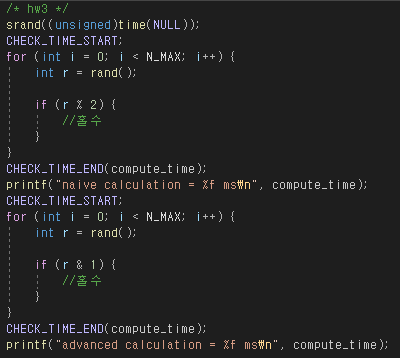 /* hw3 */
srand((unsigned)time(NULL));
CHECK_TIME_START;
for (int i = 0; i < N_MAX; i++) {
int r = rand();
if (r % 2) {
//홀수
}
}
CHECK_TIME_END(compute_time);
printf("naive calculation = %f ms₩n", compute_time);
CHECK_TIME_START;
for (int i = 0; i < N_MAX; i++) {
int r = rand();
if (r & 1) {
//홀수
}
}
CHECK_TIME_END(compute_time);
printf("advanced calculation = %f ms₩n", compute_time);